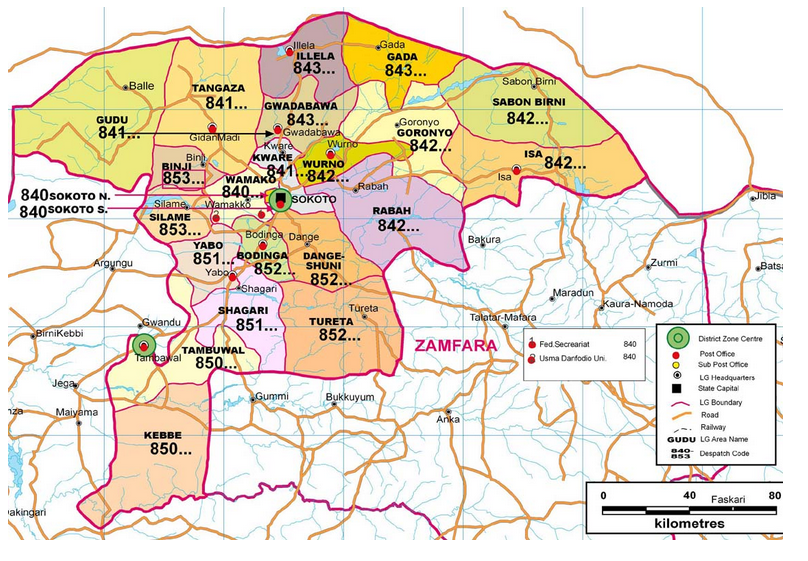 Illela
ILLELA
843...
Gada
GADA
843...
Balle
TANGAZA
841...
Sabon Birni
SABON BIRNI
842...
GWADABAWA
843...
GUDU
841...
GidanMadi
Gwadabawa
Goronyo
GORONYO
842...
Kware
KWARE
841...
Wurno
WURNO
842...
ISA
842...
Isa
Binji
BINJI
853...
WAMAKO
840...
Rabah
RABAH
842...
840 SOKOTO N.
840 SOKOTO S.
SOKOTO
Silame
Wamakko
SILAME
853...
Jibla
Bodinga
BODINGA
852...
Dange
DANGE-
SHUNI
852...
Bakura
YABO
851...
Yabo
Argungu
Zurmi
Batsa
Shagari
SHAGARI
851...
Maradun
Kaura-Namoda
Tureta
TURETA
852...
Talatar-Mafara
Gwandu
BirniKebbi
Tambawal
TAMBUWAL
850...
ZAMFARA
Fed.Secreariat 840
Usma Danfodio Uni. 840
District Zone Centre
Post Office
Sub Post Office
LG Headquarters
State Capital
LG Boundary
Road
Railway
GUDU LG Area Name
840-
853
Despatch Code
Jega
Gummi
Bukkuyum
Anka
nza
Maiyama
KEBBE
850...
akingari
0 40 80
Faskari
kilometres